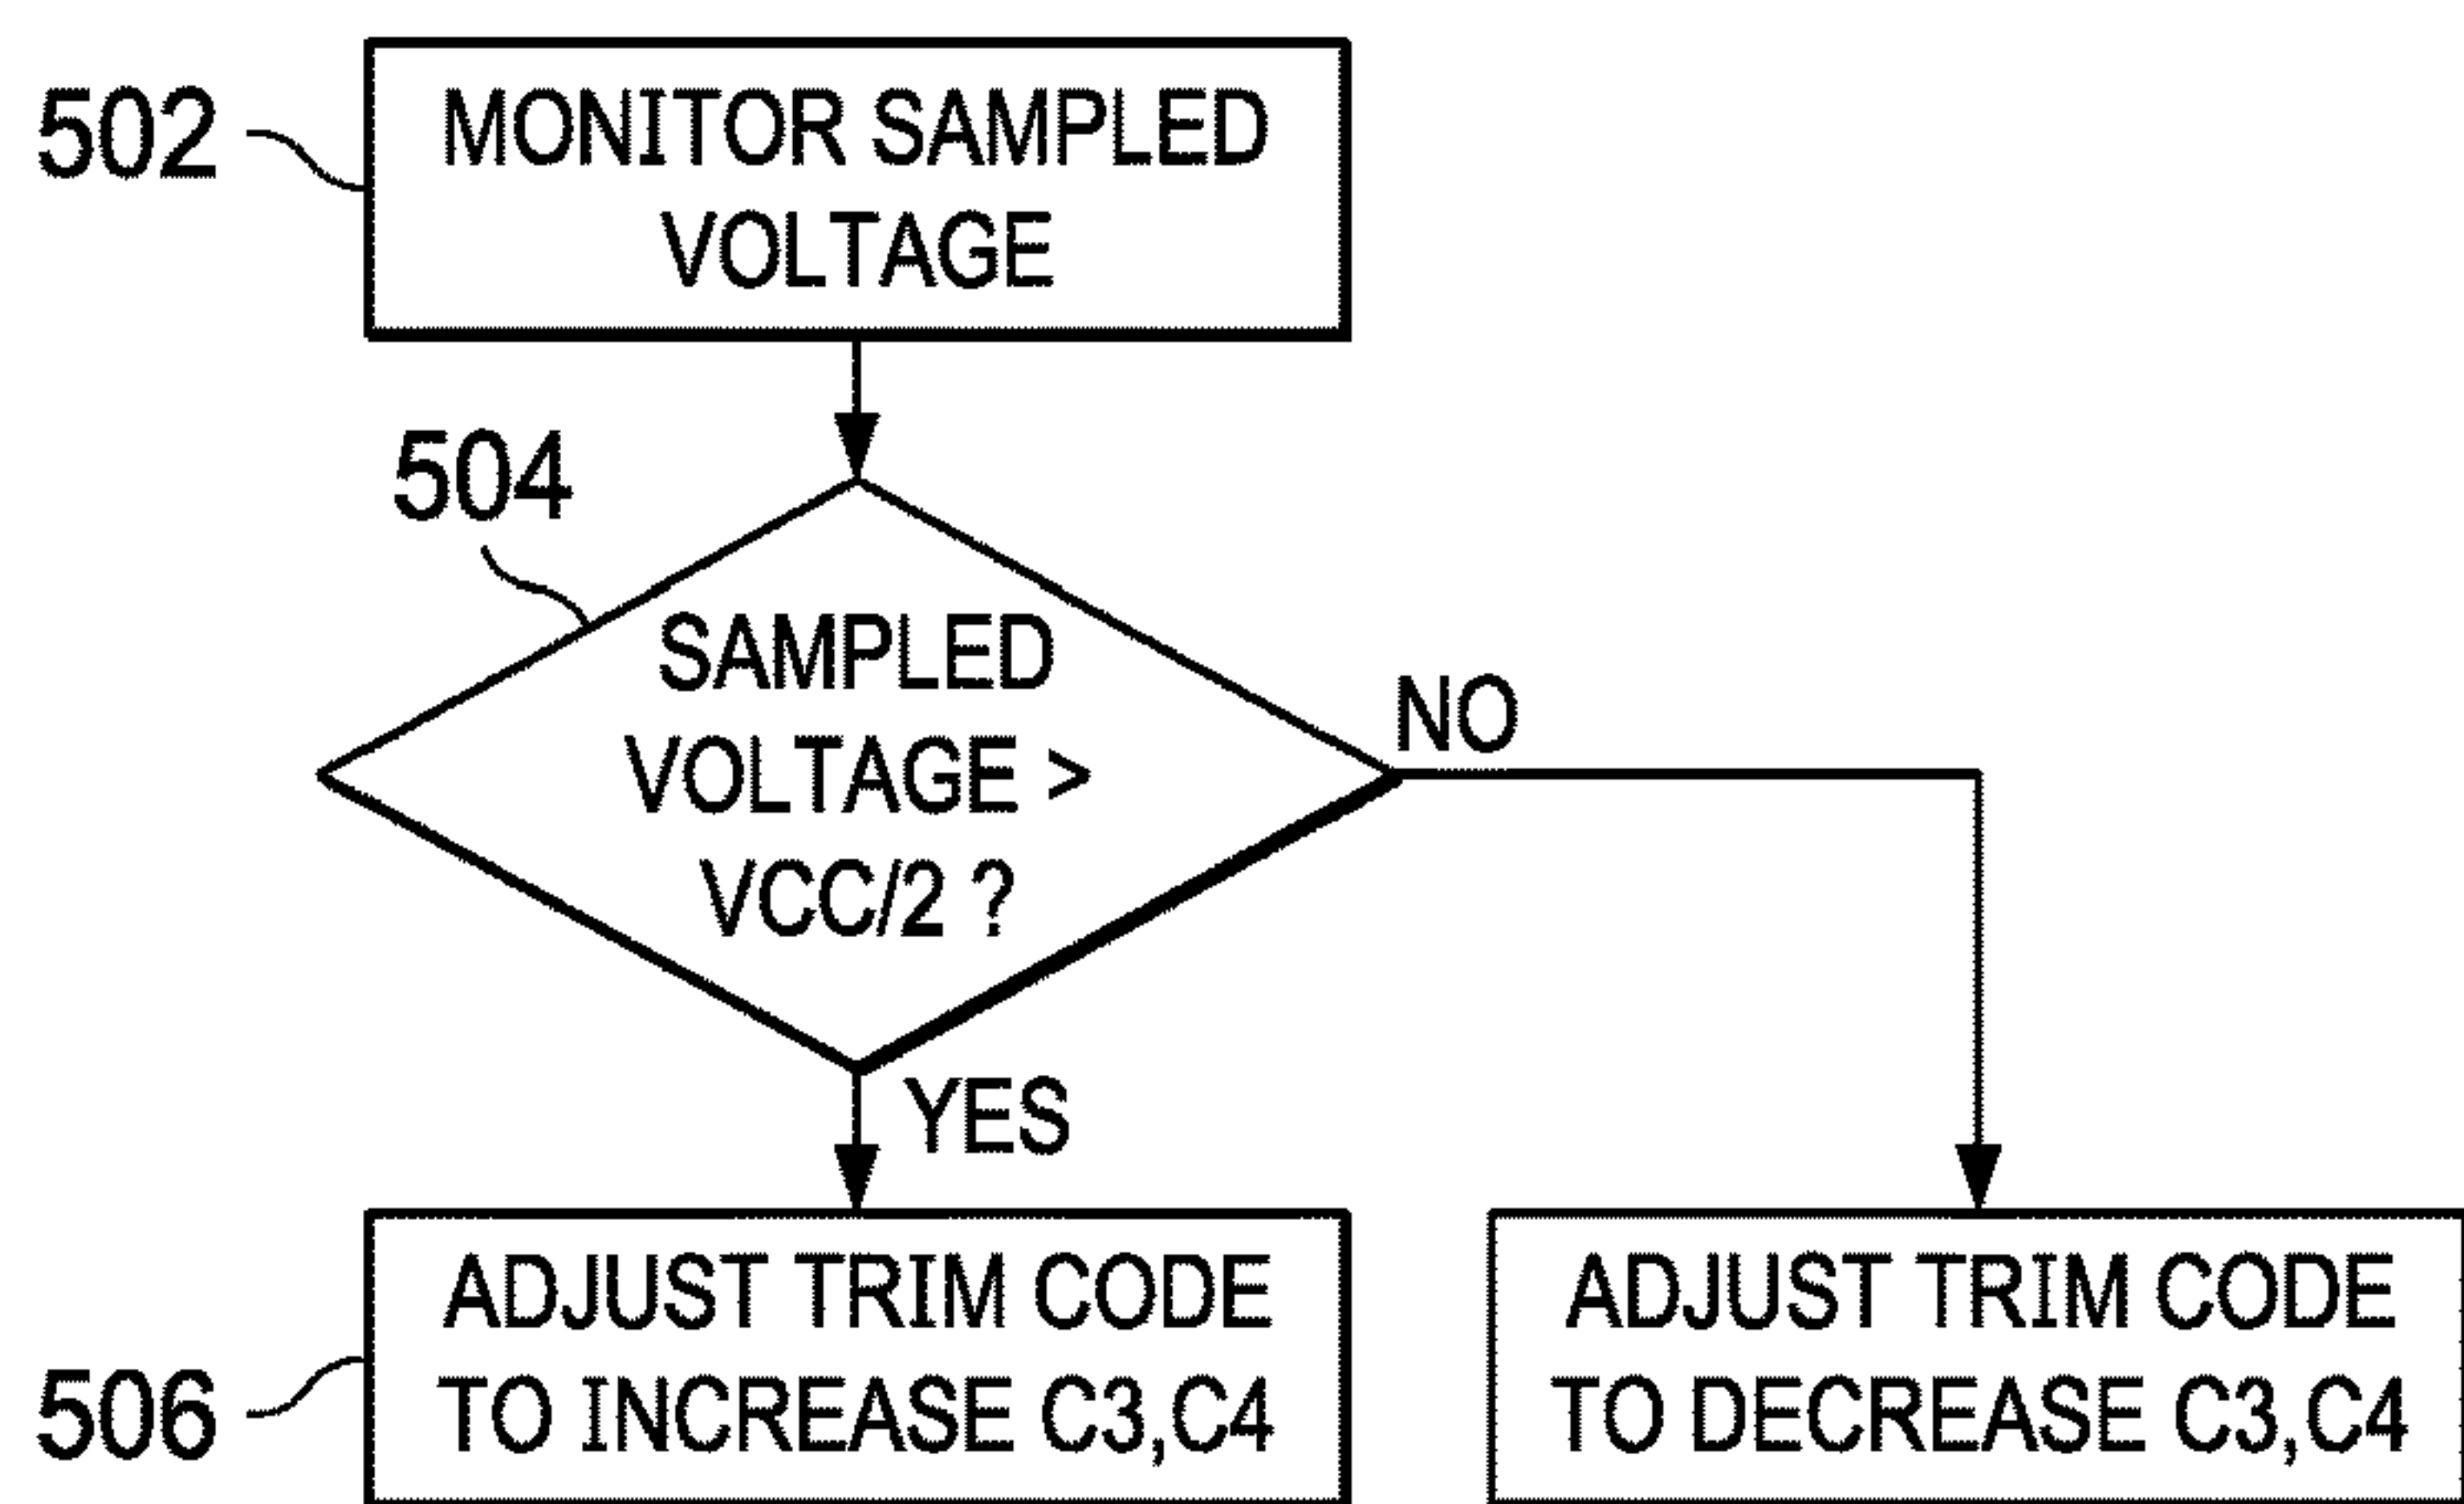 502
MONITOR SAMPLED
VOLTAGE
504
SAMPLED
VOLTAGE >
VCC/2 ?
NO
YES
506
ADJUST TRIM CODE
TO INCREASE C3,C4
ADJUST TRIM CODE
TO DECREASE C3,C4